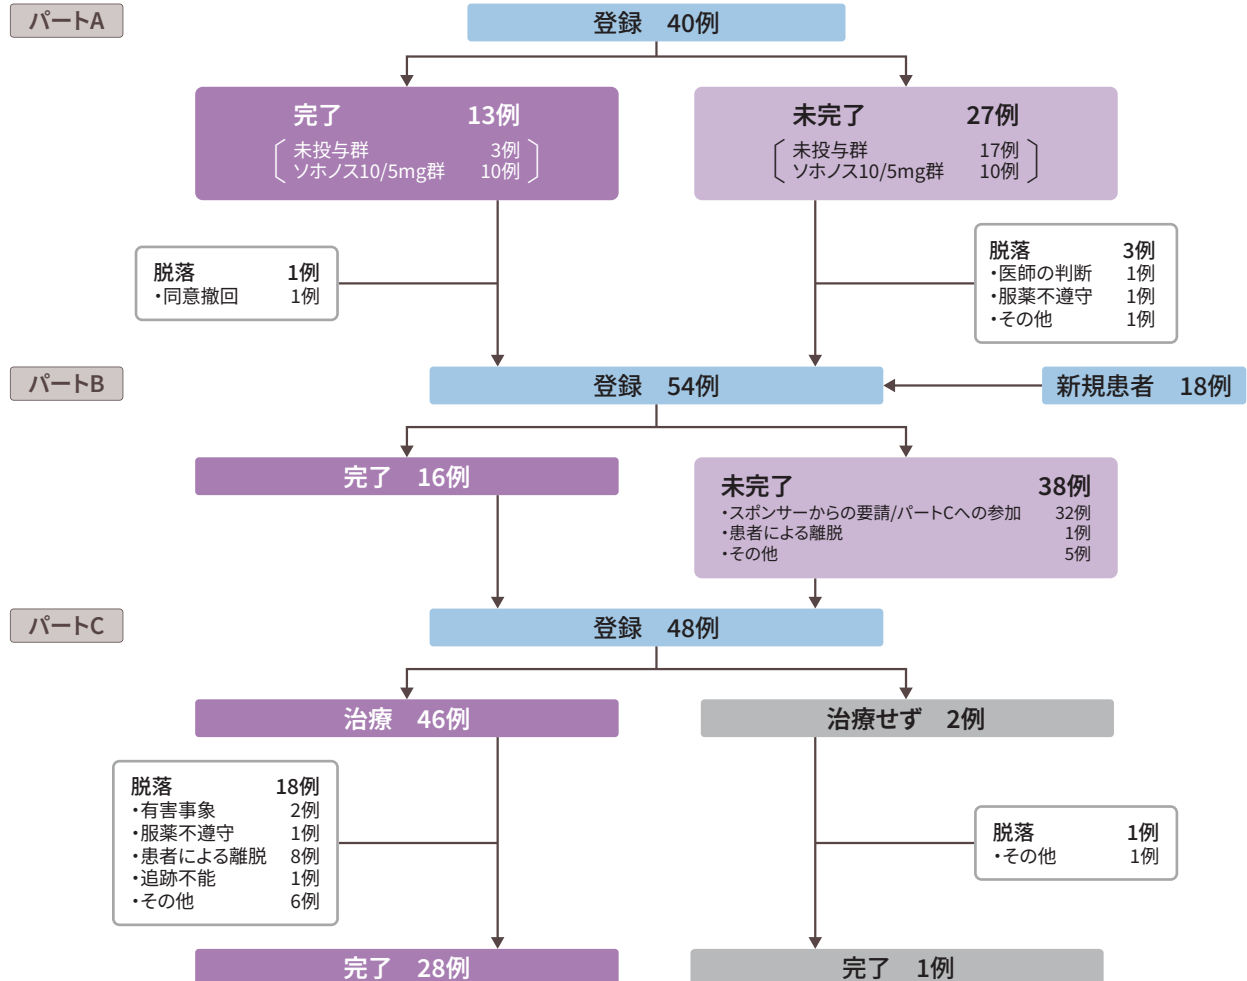 パートA
登録 40例
完了 13例
未投与群 3例
ソホノス10/5mg群 10例
未完了 27例
未投与群 17例
ソホノス10/5mg群 10例
脱落 1例
・同意撤回 1例
脱落 3例
・医師の判断 1例
・服薬不遵守 1例
・その他 1例
パートB
登録 54例
新規患者 18例
完了 16例
未完了 38例
・スポンサーからの要請/パートCへの参加 32例
・患者による離脱 1例
・その他 5例
パートC
登録 48例
治療 46例
治療せず 2例
脱落 18例
・有害事象 2例
・服薬不遵守 1例
・患者による離脱 8例
・追跡不能 1例
・その他 6例
脱落 1例
・その他 1例
完了 28例
完了 1例